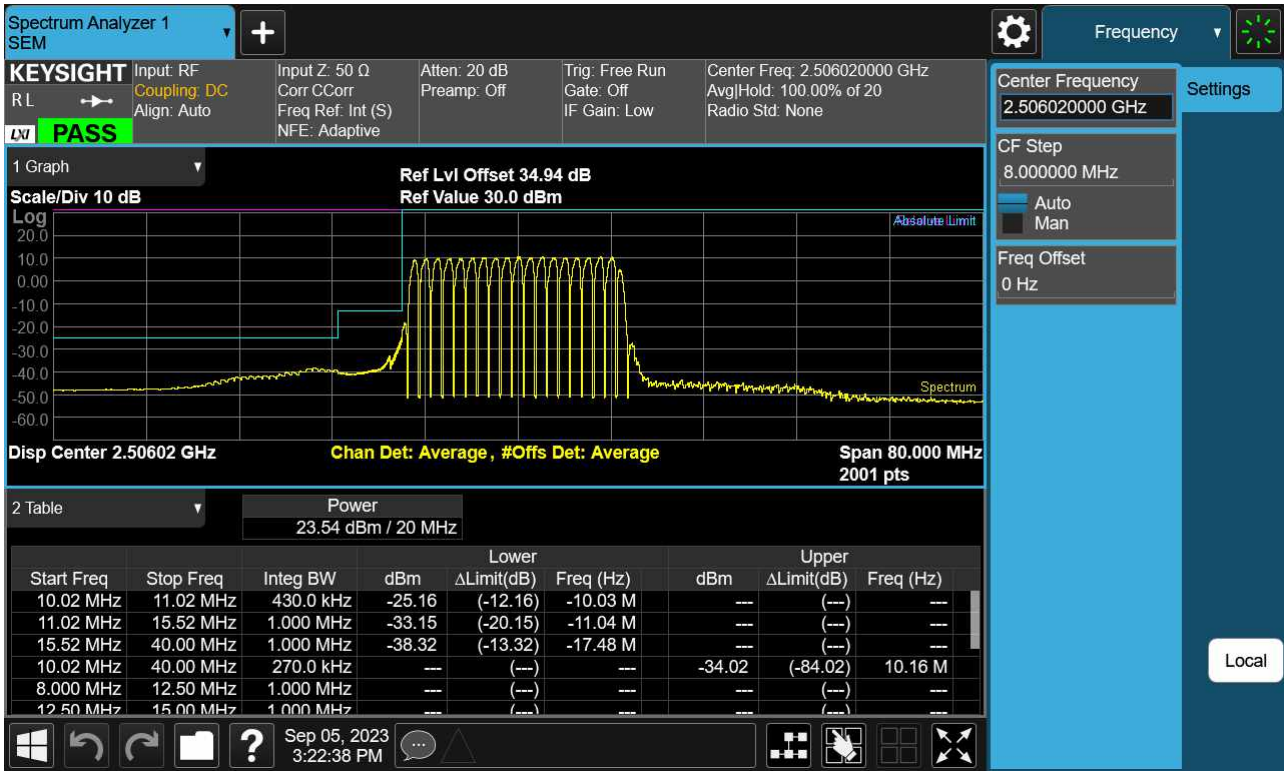 Spectrum Analyzer 1
SEM
Frequency
KEYSIGHT
R L
LXI
PASS
Input: RF
Coupling: DC
Align: Auto
Input Z: 50 Ω
Corr CCorr
Freq Ref: Int (S)
NFE: Adaptive
Atten: 20 dB
Preamp: Off
Trig: Free Run
Gate: Off
IF Gain: Low
Center Freq: 2.506020000 GHz
Avg|Hold: 100.00% of 20
Radio Std: None
Center Frequency
2.506020000 GHz
Settings
CF Step
8.000000 MHz
Auto
Man
Freq Offset
0 Hz
Local
1 Graph
Scale/Div 10 dB
Ref Lvl Offset 34.94 dB
Ref Value 30.0 dBm
Log
Absolute Limit
20.0
10.0
0.00
-10.0
-20.0
-30.0
-40.0
-50.0
-60.0
Spectrum
Disp Center 2.50602 GHz
Chan Det: Average, #Offs Det: Average
Span 80.000 MHz
2001 pts
2 Table
Power
23.54 dBm / 20 MHz
Lower Upper
Start Freq Stop Freq Integ BW dBm ΔLimit(dB) Freq (Hz) dBm ΔLimit(dB) Freq (Hz)
10.02 MHz 11.02 MHz 430.0 kHz -25.16 (-12.16) -10.03 M --- (---) ---
11.02 MHz 15.52 MHz 1.000 MHz -33.15 (-20.15) -11.04 M --- (---) ---
15.52 MHz 40.00 MHz 1.000 MHz -38.32 (-13.32) -17.48 M --- (---) ---
10.02 MHz 40.00 MHz 270.0 kHz --- (---) --- -34.02 (-84.02) 10.16 M
8.000 MHz 12.50 MHz 1.000 MHz --- (---) --- --- (---) ---
12.50 MHz 15.00 MHz 1.000 MHz --- (---) --- --- (---) ---
?
Sep 05, 2023
3:22:38 PM